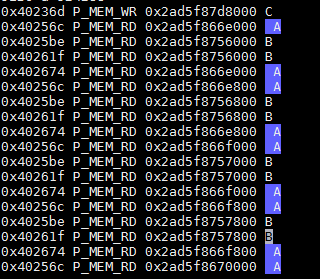 0x40236d P_MEM_WR 0x2ad5f87d8000 C
0x40256c P_MEM_RD 0x2ad5f866e000 A
0x4025be P_MEM_RD 0x2ad5f8756000 B
0x40261f P_MEM_RD 0x2ad5f8756000 B
0x402674 P_MEM_RD 0x2ad5f866e000 A
0x40256c P_MEM_RD 0x2ad5f866e800 A
0x4025be P_MEM_RD 0x2ad5f8756800 B
0x40261f P_MEM_RD 0x2ad5f8756800 B
0x402674 P_MEM_RD 0x2ad5f866e800 A
0x40256c P_MEM_RD 0x2ad5f866f000 A
0x4025be P_MEM_RD 0x2ad5f8757000 B
0x40261f P_MEM_RD 0x2ad5f8757000 B
0x402674 P_MEM_RD 0x2ad5f866f000 A
0x40256c P_MEM_RD 0x2ad5f866f800 A
0x4025be P_MEM_RD 0x2ad5f8757800 B
0x40261f P_MEM_RD 0x2ad5f8757800 B
0x402674 P_MEM_RD 0x2ad5f866f800 A
0x40256c P_MEM_RD 0x2ad5f8670000 A